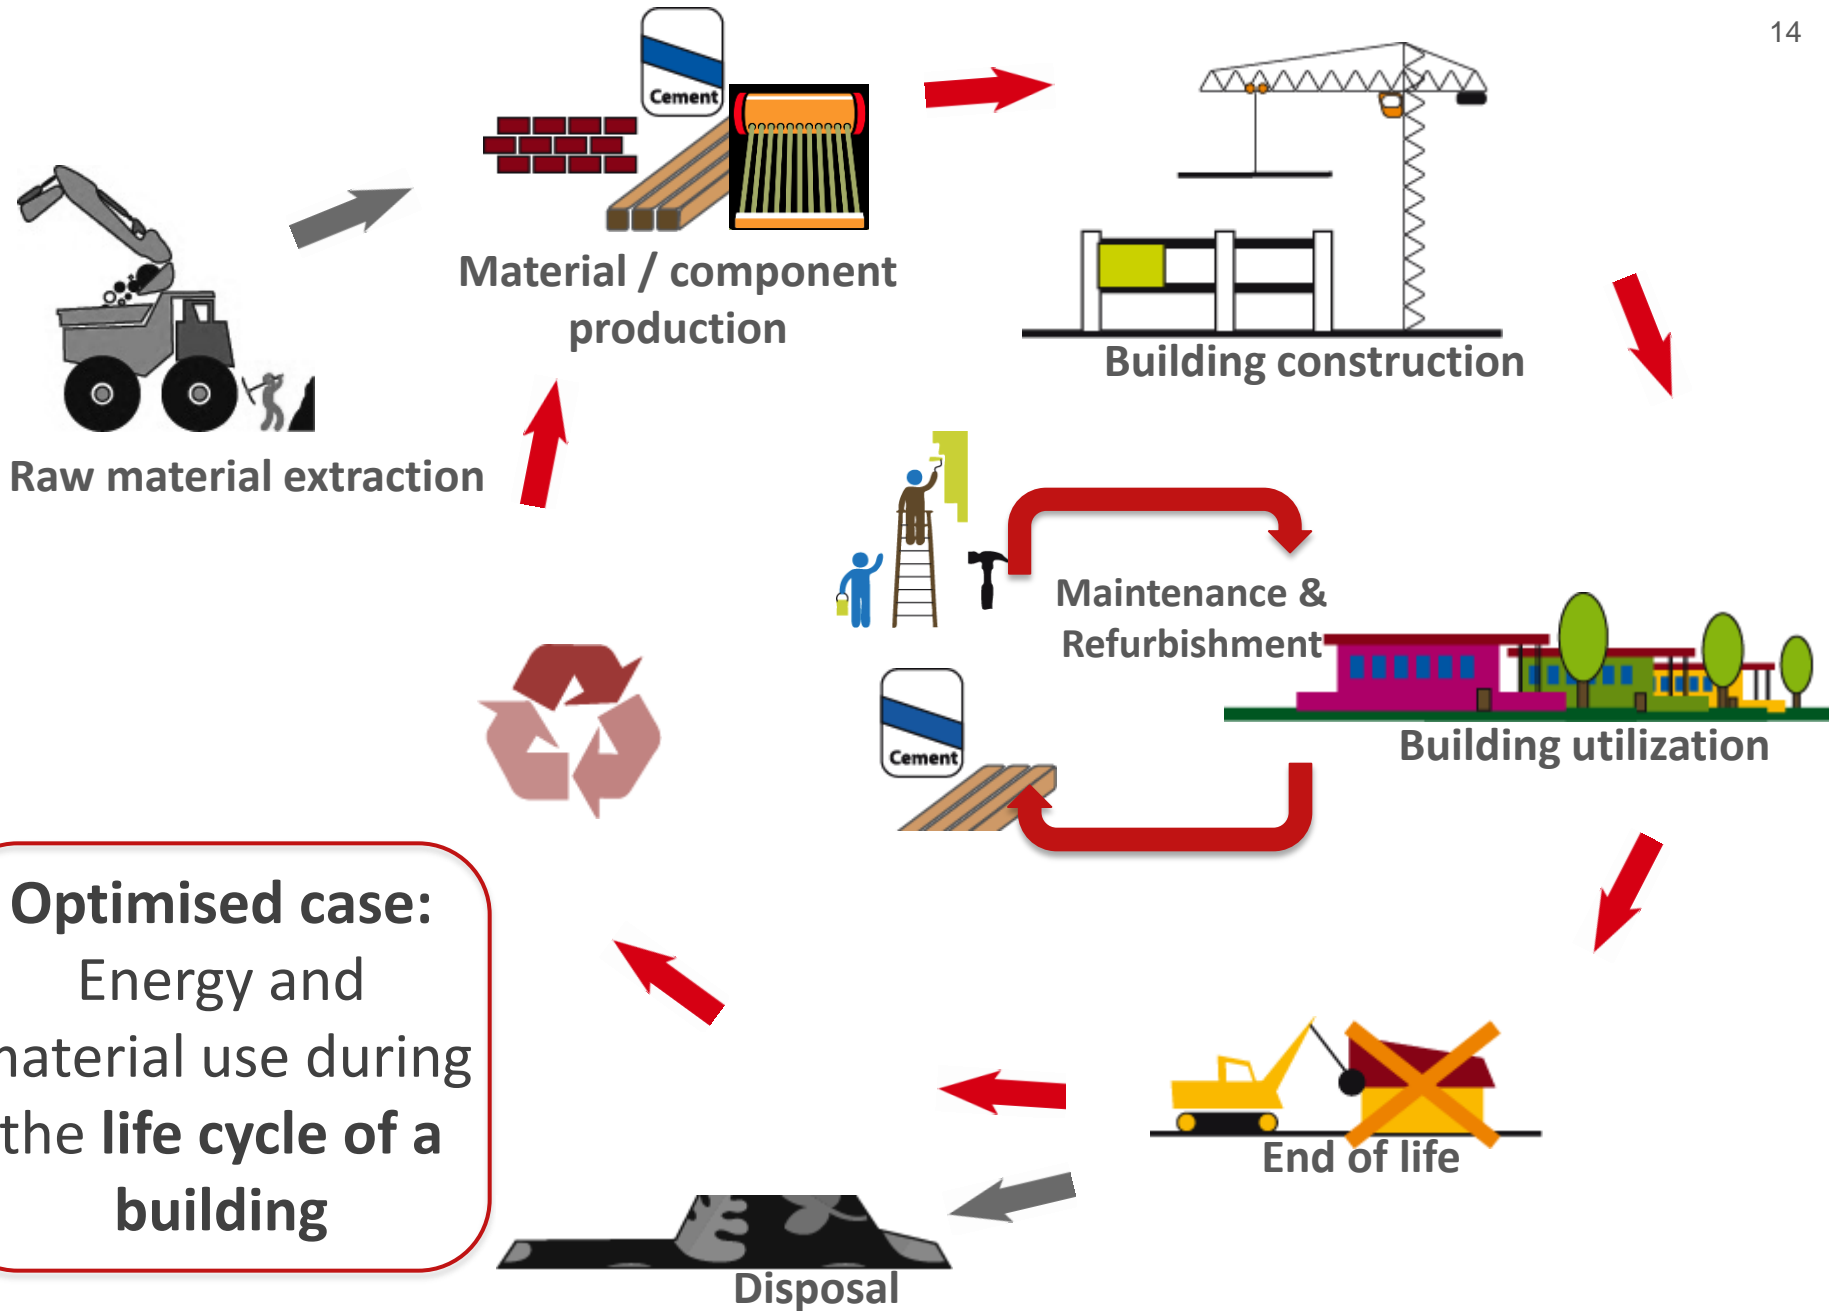 14
Cement
Material / component
production
Building construction
Raw material extraction
Maintenance &
Refurbishment
Cement
Building utilization
Optimised case:
Energy and
material use during
the life cycle of a
building
End of life
Disposal